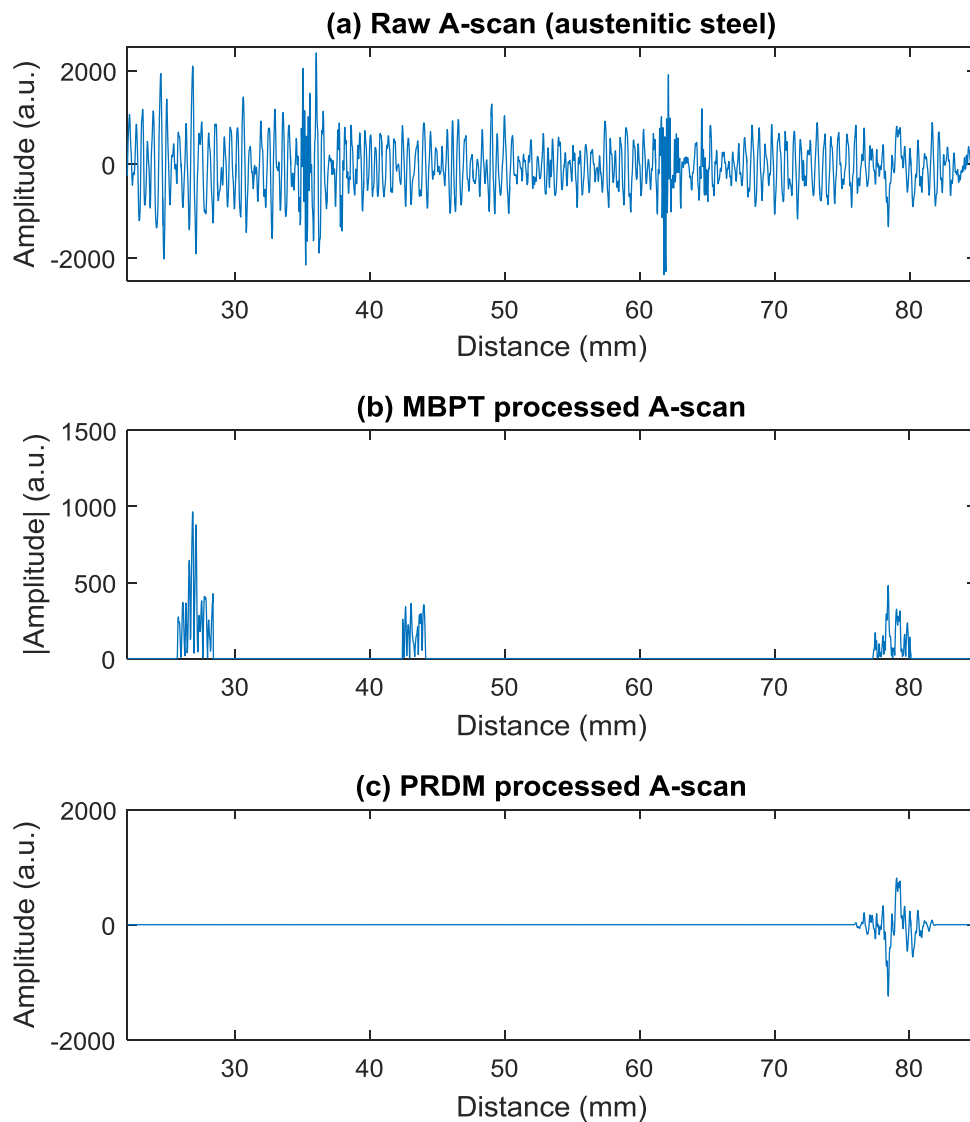 (a) Raw A-scan (austenitic steel)
Amplitude (a.u.)
2000
0
-2000
30 40 50 60 70 80
Distance (mm)
(b) MBPT processed A-scan
|Amplitude| (a.u.)
1500
1000
500
0
30 40 50 60 70 80
Distance (mm)
(c) PRDM processed A-scan
Amplitude (a.u.)
2000
0
-2000
30 40 50 60 70 80
Distance (mm)